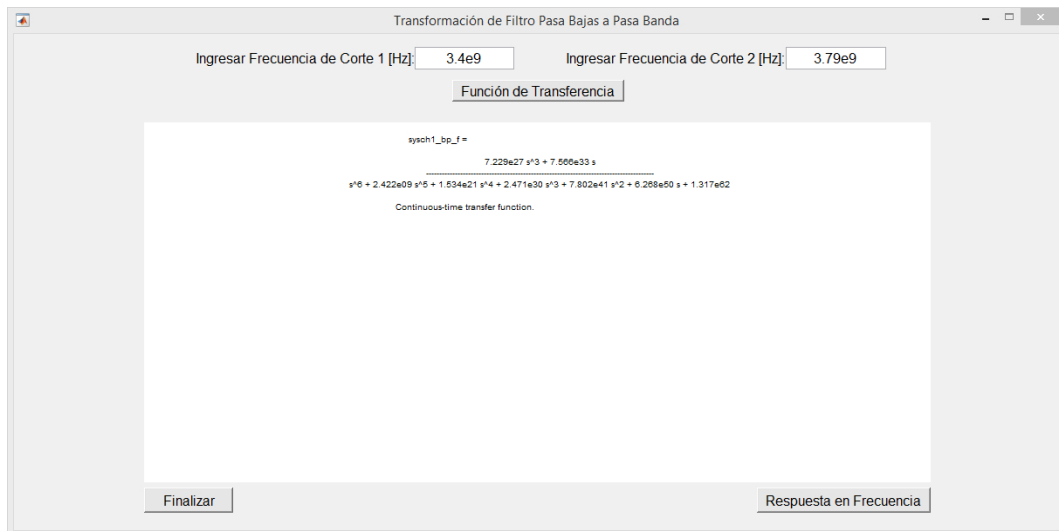 Transformación de Filtro Pasa Bajas a Pasa Banda
Ingresar Frecuencia de Corte 1 [Hz]: 3.4e9 Ingresar Frecuencia de Corte 2 [Hz]: 3.79e9
Función de Transferencia
sysch1_bp_f =
7.229e27 s^3 + 7.566e33 s
----------------------------------------------------------------------------
s^6 + 2.422e09 s^5 + 1.534e21 s^4 + 2.471e30 s^3 + 7.802e41 s^2 + 6.268e50 s + 1.317e62
Continuous-time transfer function.
Finalizar Respuesta en Frecuencia